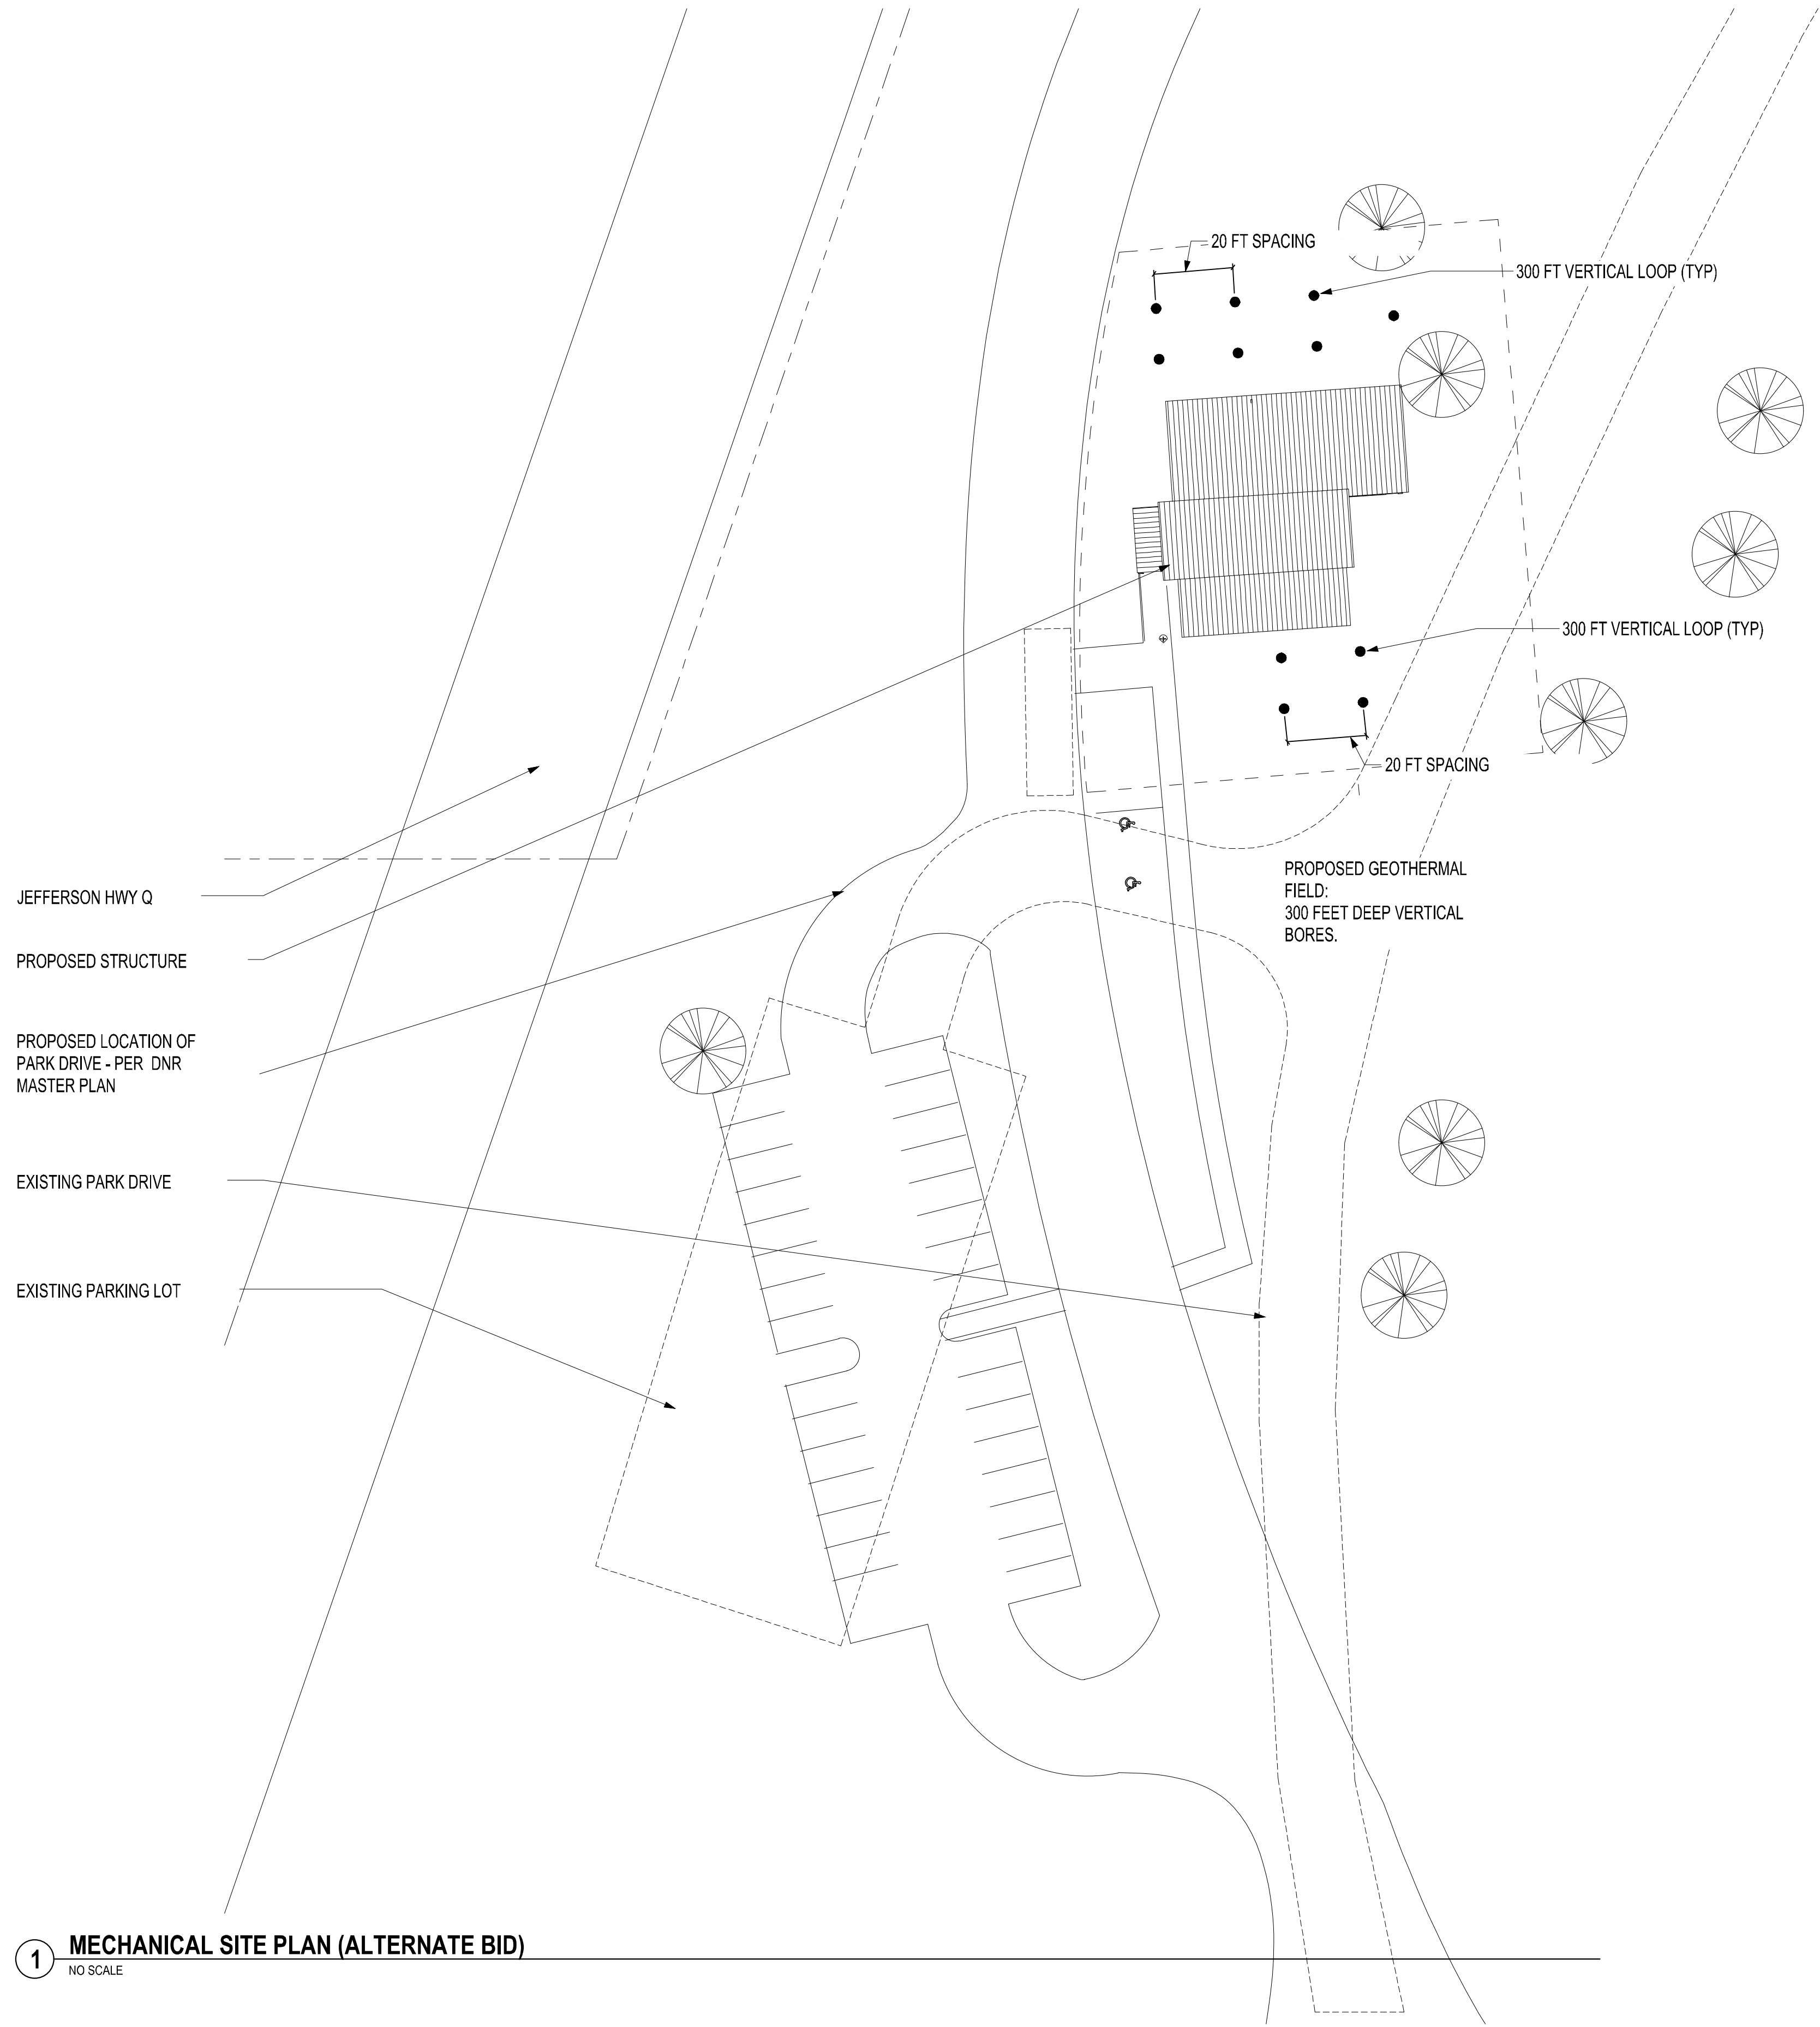 20 FT SPACING
300 FT VERTICAL LOOP (TYP)
300 FT VERTICAL LOOP (TYP)
20 FT SPACING
PROPOSED GEOTHERMAL
FIELD:
300 FEET DEEP VERTICAL
BORES.
JEFFERSON HWY Q
PROPOSED STRUCTURE
PROPOSED LOCATION OF
PARK DRIVE - PER DNR
MASTER PLAN
EXISTING PARK DRIVE
EXISTING PARKING LOT
1 MECHANICAL SITE PLAN (ALTERNATE BID)
NO SCALE